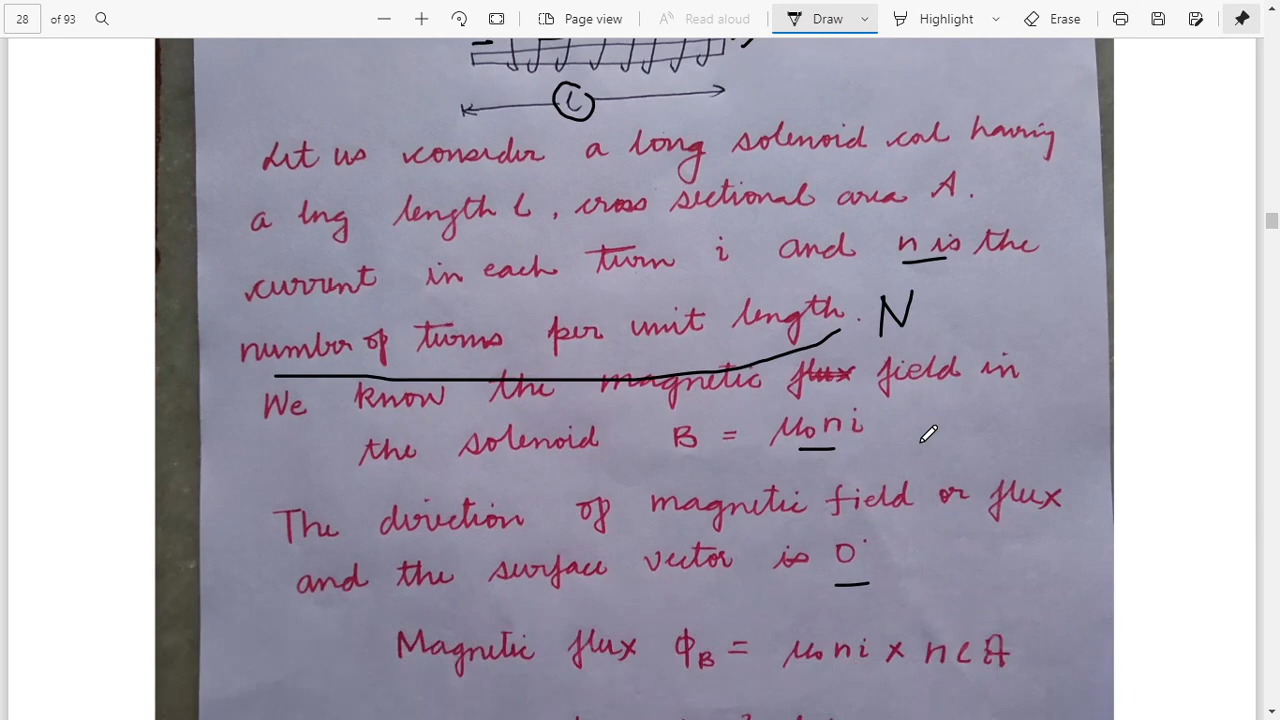 28 of 93 Page view Read aloud Draw Highlight Erase
L
Let us consider a long solenoid coil having
a lng length L, cross sectional area A.
current in each turn i and n is the
number of turns per unit length. N
We know the magnetic flux field in
the solenoid B = μ₀ni
The direction of magnetic field or flux
and the surface vector is 0°
Magnetic flux ϕB = μ₀ni × nLA